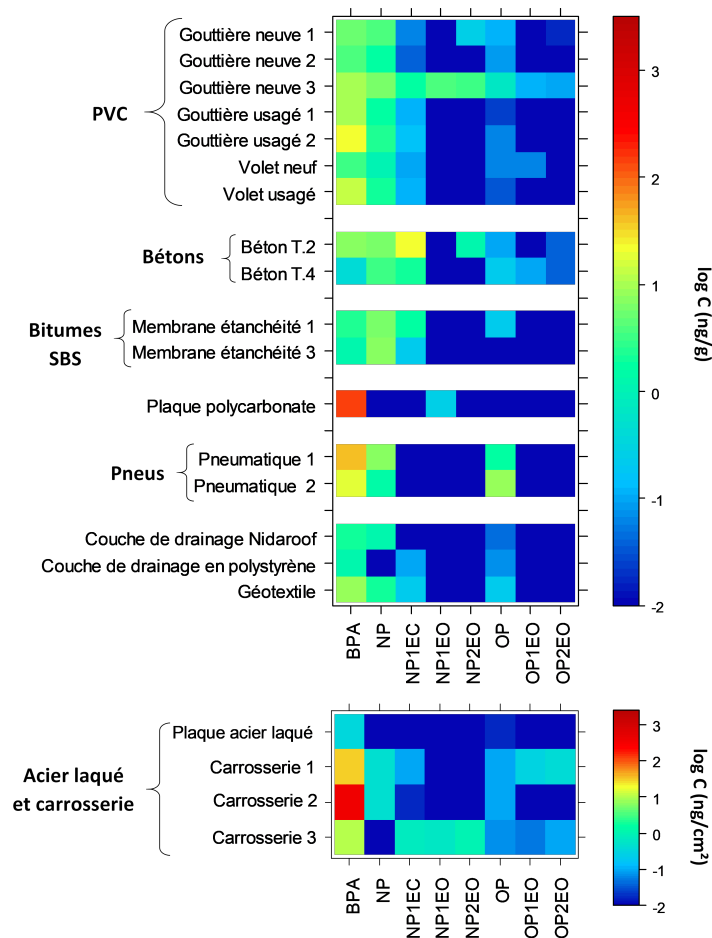 PVC
Gouttière neuve 1
Gouttière neuve 2
Gouttière neuve 3
Gouttière usagé 1
Gouttière usagé 2
Volet neuf
Volet usagé
Bétons
Béton T.2
Béton T.4
Bitumes
SBS
Membrane étanchéité 1
Membrane étanchéité 3
Plaque polycarbonate
Pneus
Pneumatique 1
Pneumatique 2
Couche de drainage Nidaroof
Couche de drainage en polystyrène
Géotextile
BPA
NP
NP1EC
NP1EO
NP2EO
OP
OP1EO
OP2EO
3
2
1
0
-1
-2
log C (ng/g)
Acier laqué
et carrosserie
Plaque acier laqué
Carrosserie 1
Carrosserie 2
Carrosserie 3
BPA
NP
NP1EC
NP1EO
NP2EO
OP
OP1EO
OP2EO
3
2
1
0
-1
-2
log C (ng/cm²)